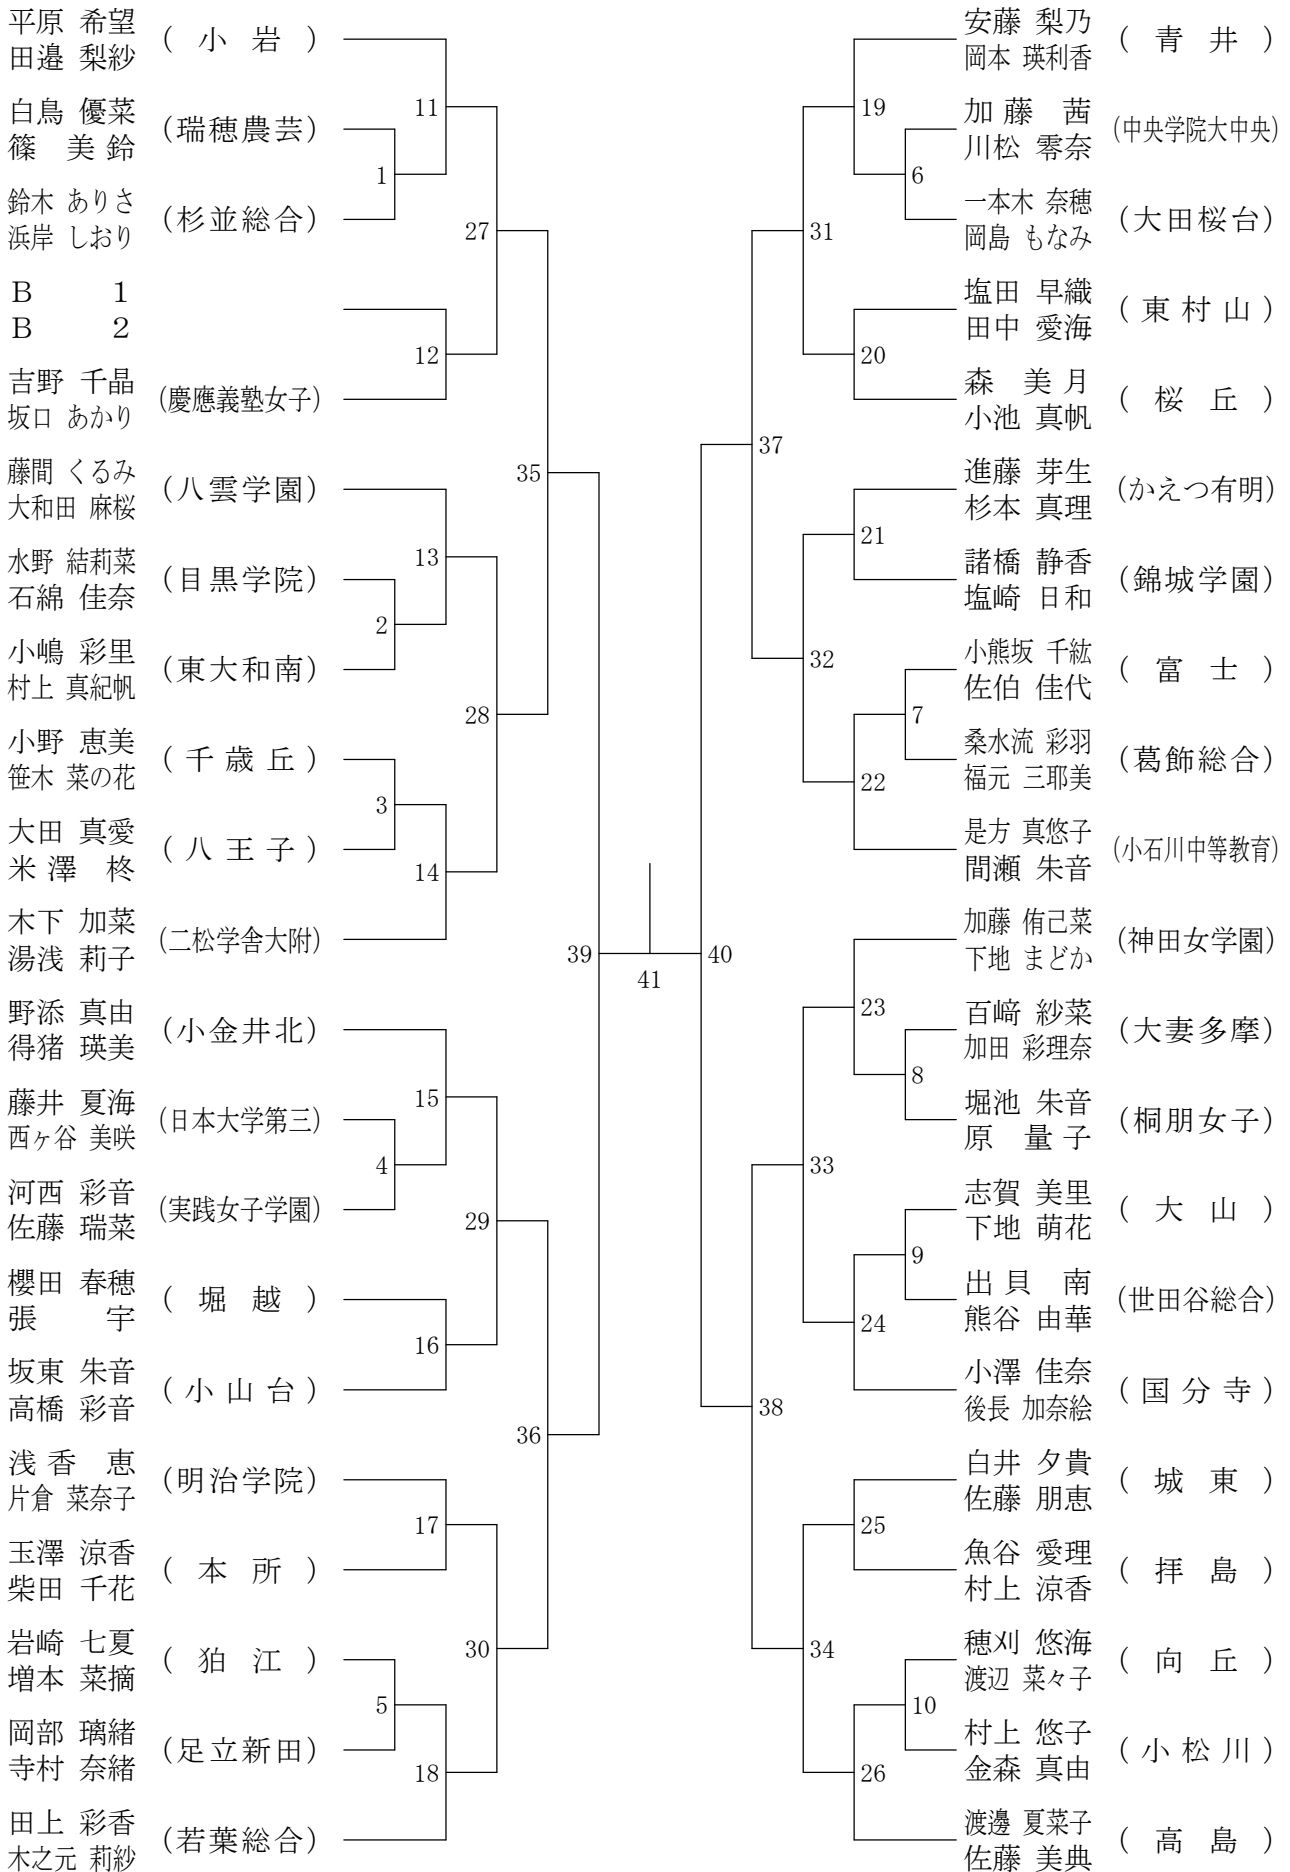 平原 希望
田邉 梨紗
(小岩)
白鳥 優菜
篠 美鈴
(瑞穂農芸)
鈴木 ありさ
浜岸 しおり
(杉並総合)
B 1
B 2
吉野 千晶
坂口 あかり
(慶應義塾女子)
藤間 くるみ
大和田 麻桜
(八雲学園)
水野 結莉菜
石綿 佳奈
(目黒学院)
小嶋 彩里
村上 真紀帆
(東大和南)
小野 恵美
笹木 菜の花
(千歳丘)
大田 真愛
米澤 柊
(八王子)
木下 加菜
湯浅 莉子
(二松学舎大附)
野添 真由
得猪 瑛美
(小金井北)
藤井 夏海
西ヶ谷 美咲
(日本大学第三)
河西 彩音
佐藤 瑞菜
(実践女子学園)
櫻田 春穂
張 宇
(堀越)
坂東 朱音
高橋 彩音
(小山台)
浅香 恵
片倉 菜奈子
(明治学院)
玉澤 涼香
柴田 千花
(本所)
岩崎 七夏
増本 菜摘
(狛江)
岡部 璃緒
寺村 奈緒
(足立新田)
田上 彩香
木之元 莉紗
(若葉総合)
11
1
27
12
35
13
2
28
3
14
39
15
4
29
16
36
17
30
5
18
41
40
19
6
31
20
37
21
32
7
22
23
8
33
9
24
38
25
34
10
26
安藤 梨乃
岡本 瑛利香
(青井)
加藤 茜
川松 零奈
(中央学院大中央)
一本木 奈穂
岡島 もなみ
(大田桜台)
塩田 早織
田中 愛海
(東村山)
森 美月
小池 真帆
(桜丘)
進藤 芽生
杉本 真理
(かえつ有明)
諸橋 静香
塩崎 日和
(錦城学園)
小熊坂 千紘
佐伯 佳代
(富士)
桑水流 彩羽
福元 三耶美
(葛飾総合)
是方 真悠子
間瀬 朱音
(小石川中等教育)
加藤 侑己菜
下地 まどか
(神田女学園)
百﨑 紗菜
加田 彩理奈
(大妻多摩)
堀池 朱音
原 量子
(桐朋女子)
志賀 美里
下地 萌花
(大山)
出貝 南
熊谷 由華
(世田谷総合)
小澤 佳奈
後長 加奈絵
(国分寺)
白井 夕貴
佐藤 朋恵
(城東)
魚谷 愛理
村上 涼香
(拝島)
穂刈 悠海
渡辺 菜々子
(向丘)
村上 悠子
金森 真由
(小松川)
渡邊 夏菜子
佐藤 美典
(高島)